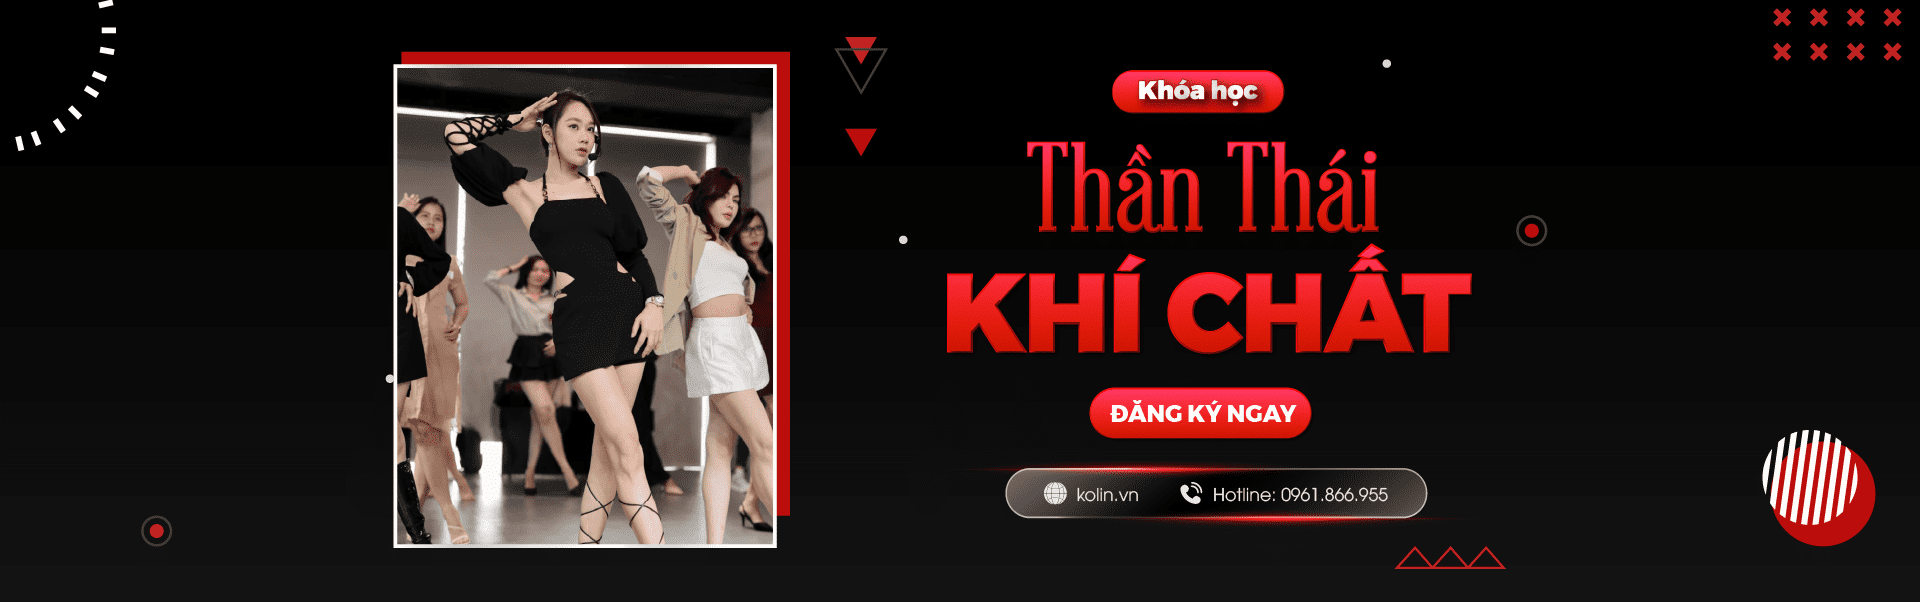 Khóa học
Thần Thái
KHÍ CHẤT
ĐĂNG KÝ NGAY
kolin.vn
Hotline: 0961.866.955